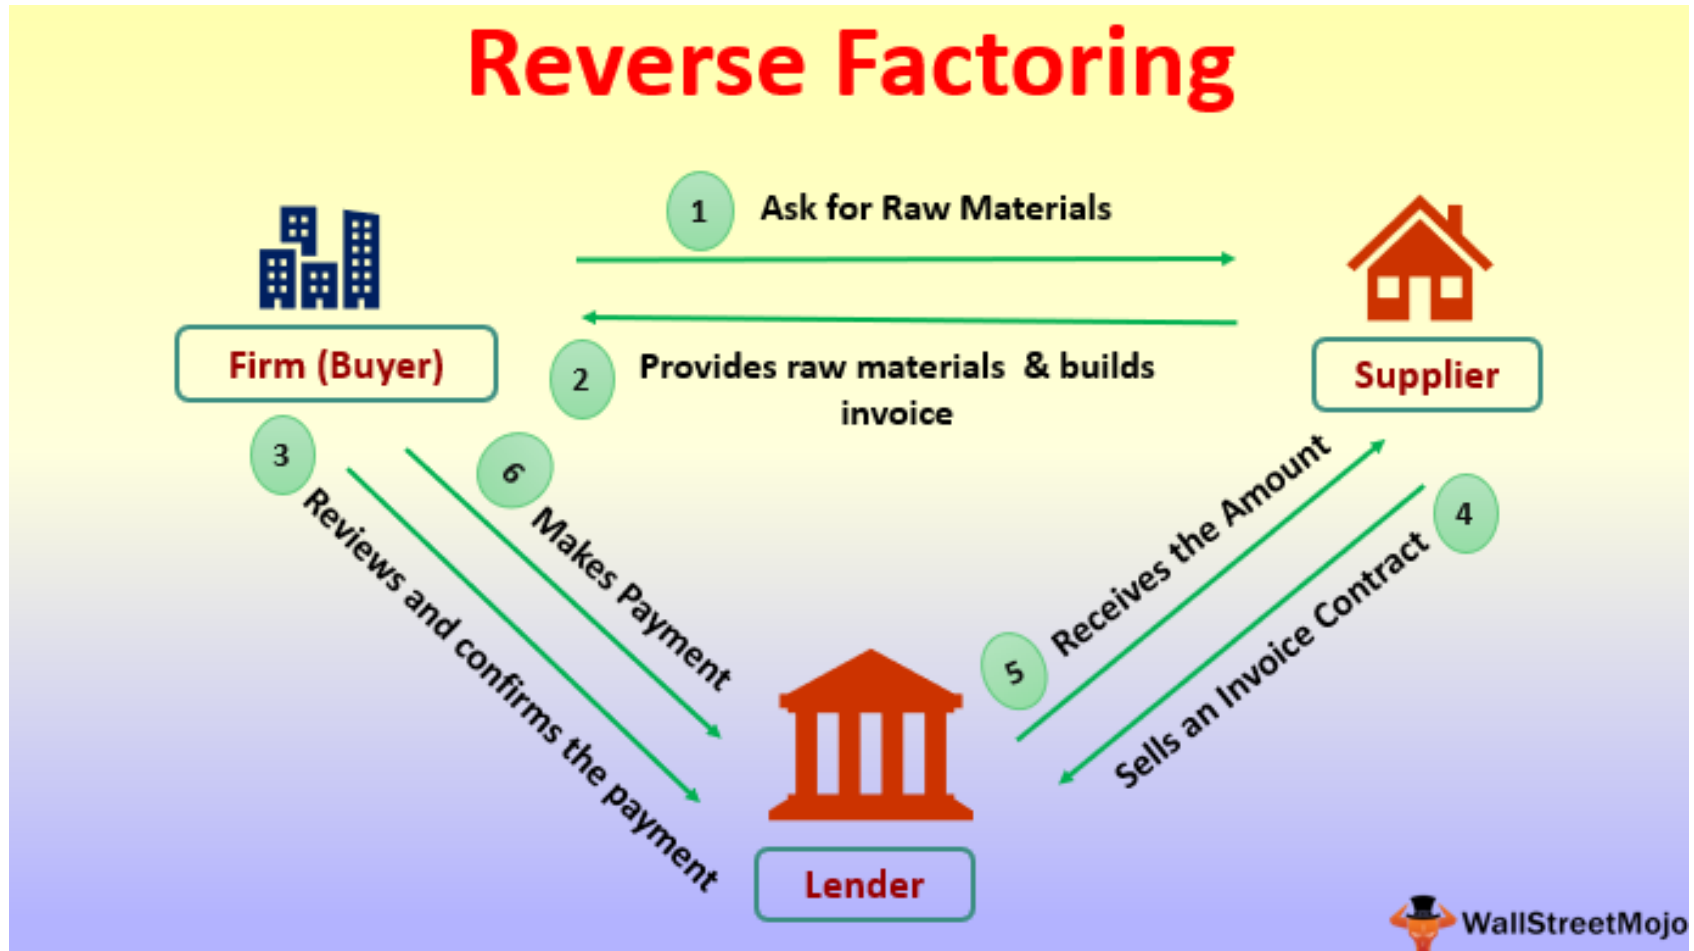 Reverse Factoring
1
Ask for Raw Materials
Firm (Buyer)
2
Provides raw materials & builds
invoice
Supplier
3
Reviews and confirms the payment
6
Makes Payment
5
Receives the Amount
4
Sells an Invoice Contract
Lender
WallStreetMojo